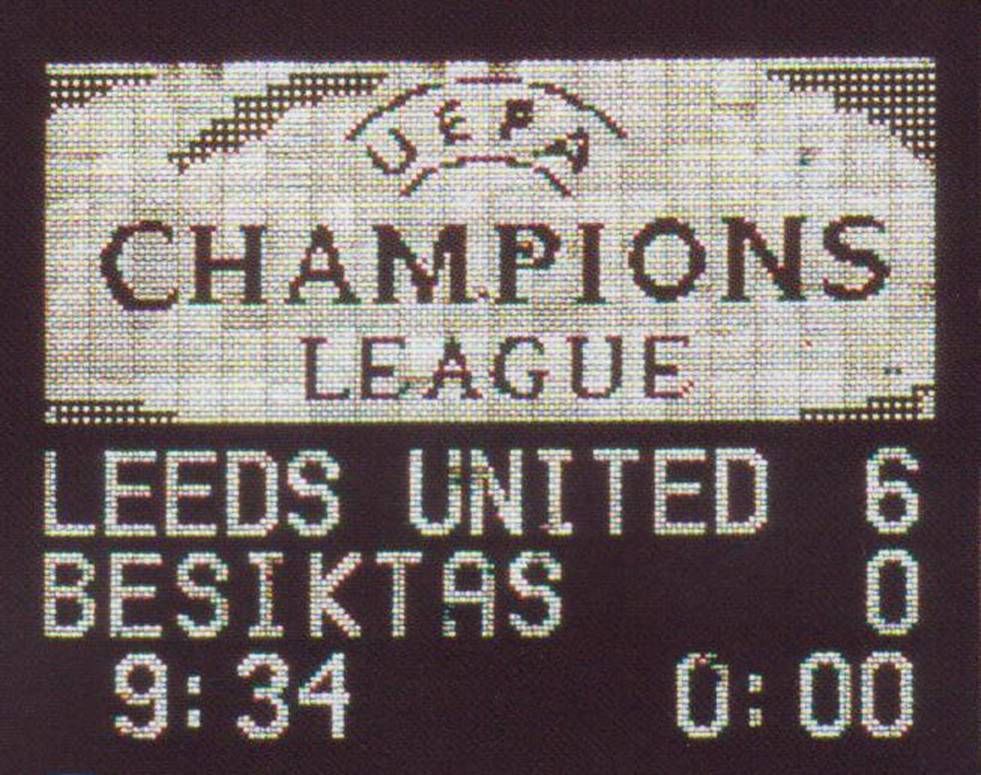 UEFA
CHAMPIONS
LEAGUE
LEEDS UNITED 6
BESIKTAS 0
9:34 0:00